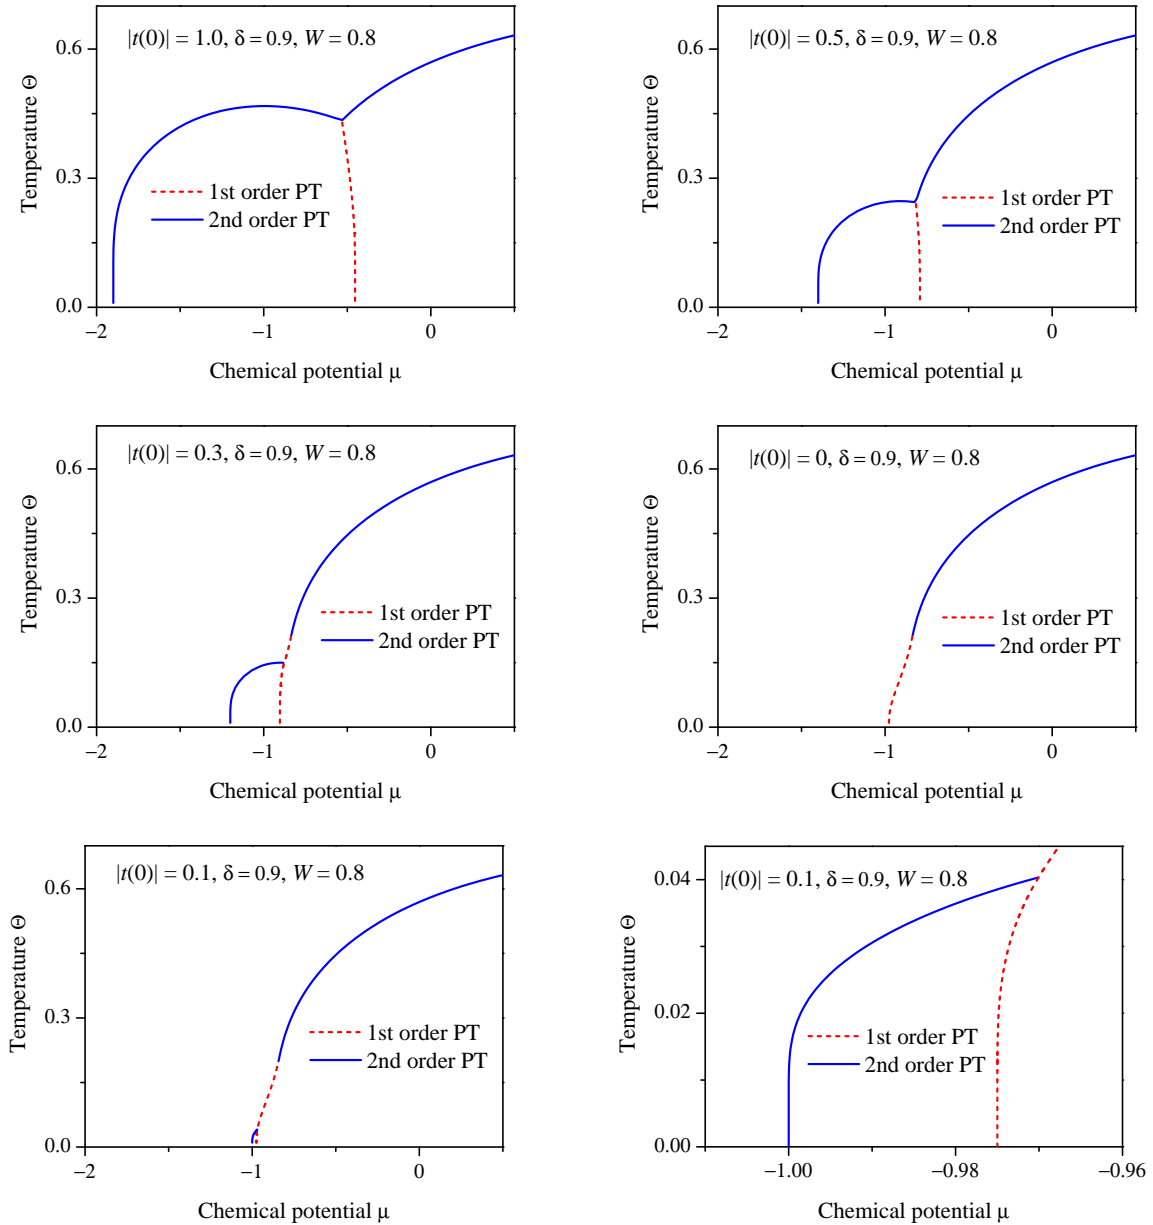 |t(0)| = 1.0, δ = 0.9, W = 0.8
0.6
0.3
0.0
Temperature Θ
1st order PT
2nd order PT
−2
−1
0
Chemical potential μ
|t(0)| = 0.5, δ = 0.9, W = 0.8
0.6
0.3
0.0
Temperature Θ
1st order PT
2nd order PT
−2
−1
0
Chemical potential μ
|t(0)| = 0.3, δ = 0.9, W = 0.8
0.6
0.3
0.0
Temperature Θ
1st order PT
2nd order PT
−2
−1
0
Chemical potential μ
|t(0)| = 0, δ = 0.9, W = 0.8
0.6
0.3
0.0
Temperature Θ
1st order PT
2nd order PT
−2
−1
0
Chemical potential μ
|t(0)| = 0.1, δ = 0.9, W = 0.8
0.6
0.3
0.0
Temperature Θ
1st order PT
2nd order PT
−2
−1
0
Chemical potential μ
|t(0)| = 0.1, δ = 0.9, W = 0.8
0.04
0.02
0.00
Temperature Θ
1st order PT
2nd order PT
−1.00
−0.98
−0.96
Chemical potential μ